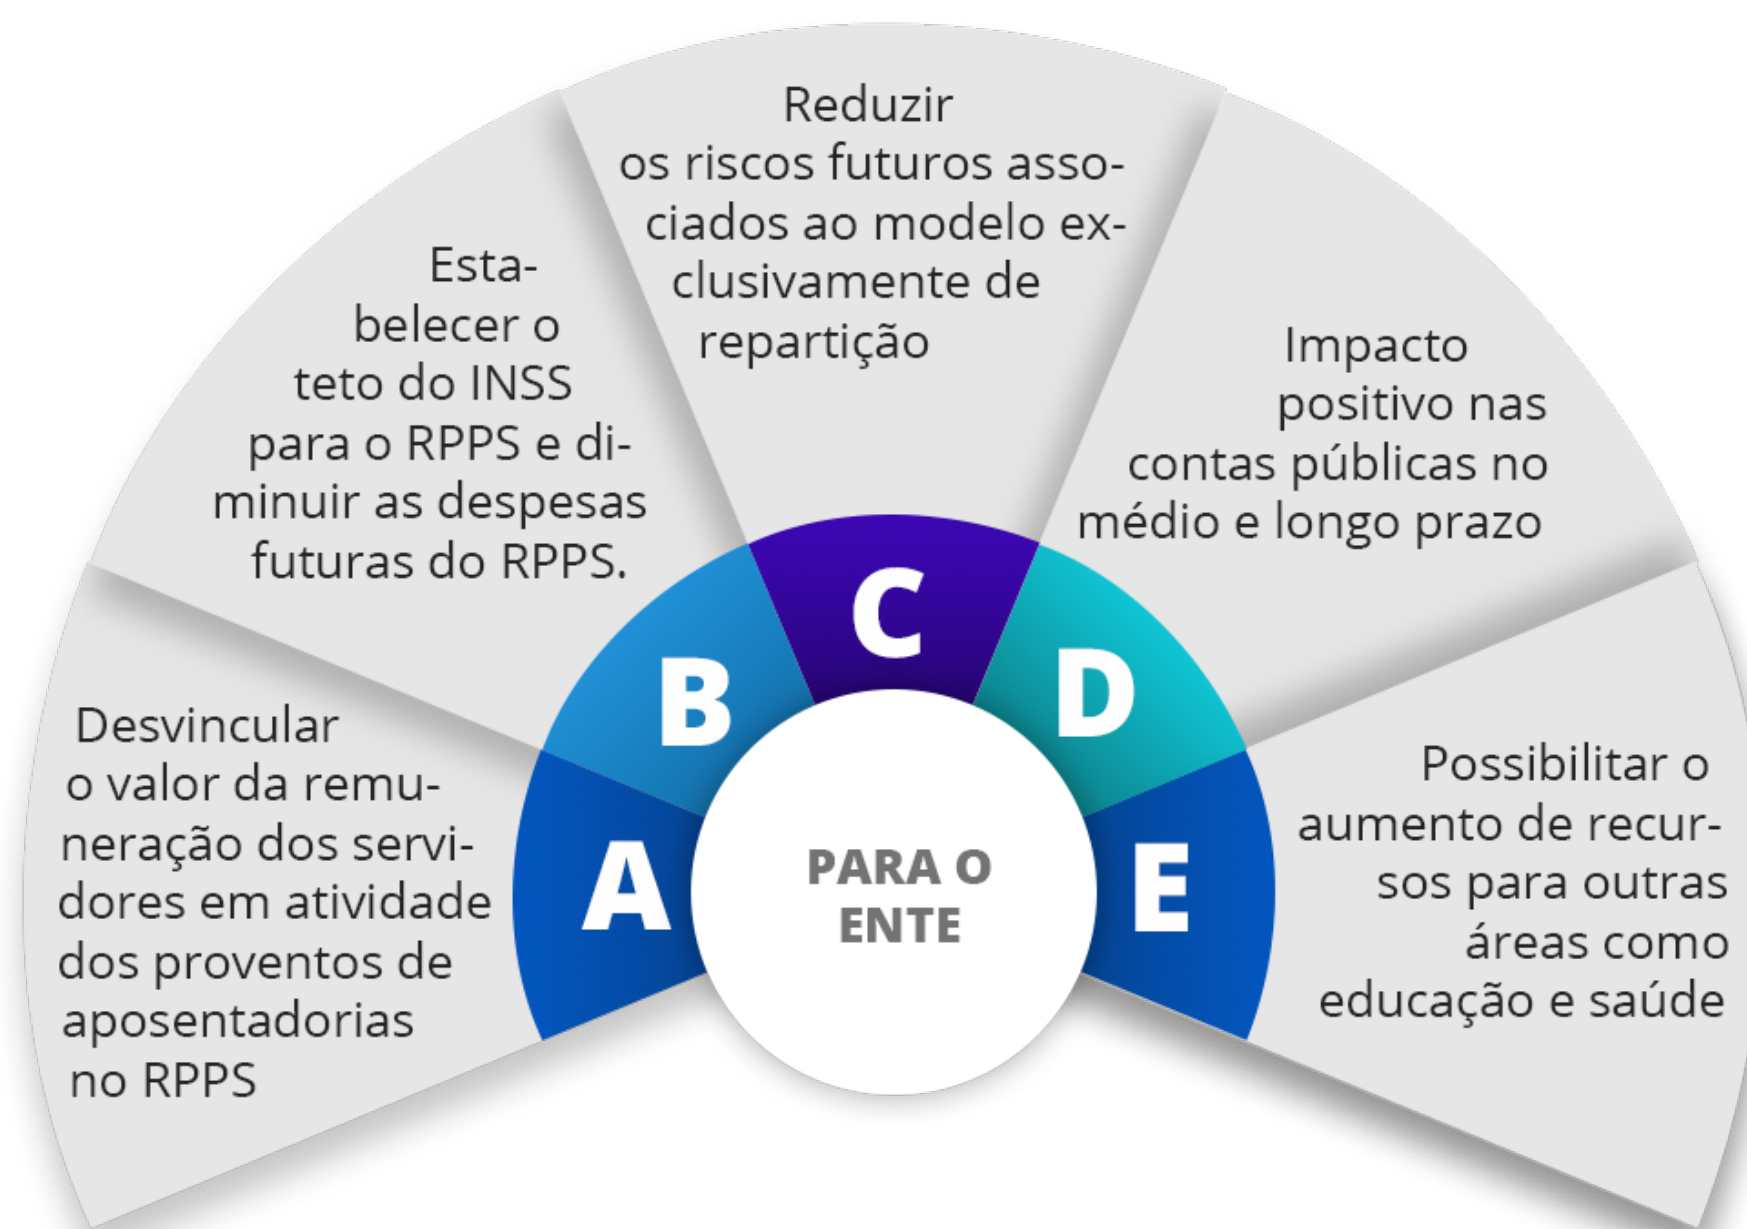 Desvincular
o valor da remu-
neração dos servi-
dores em atividade
dos proventos de
aposentadorias
no RPPS
A
Esta-
belecer o
teto do INSS
para o RPPS e di-
minuir as despesas
futuras do RPPS.
B
Reduzir
os riscos futuros asso-
ciados ao modelo ex-
clusivamente de
repartição
C
Impacto
positivo nas
contas públicas no
médio e longo prazo
D
Possibilitar o
aumento de recur-
sos para outras
áreas como
educação e saúde
E
PARA O
ENTE